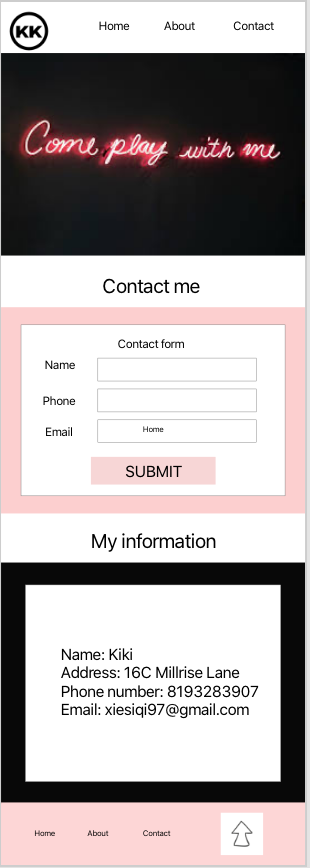 KK
Home About Contact
Come play with me
Contact me
Contact form
Name
Phone
Email Home
SUBMIT
My information
Name: Kiki
Address: 16C Millrise Lane
Phone number: 8193283907
Email: xiesiqi97@gmail.com
Home About Contact